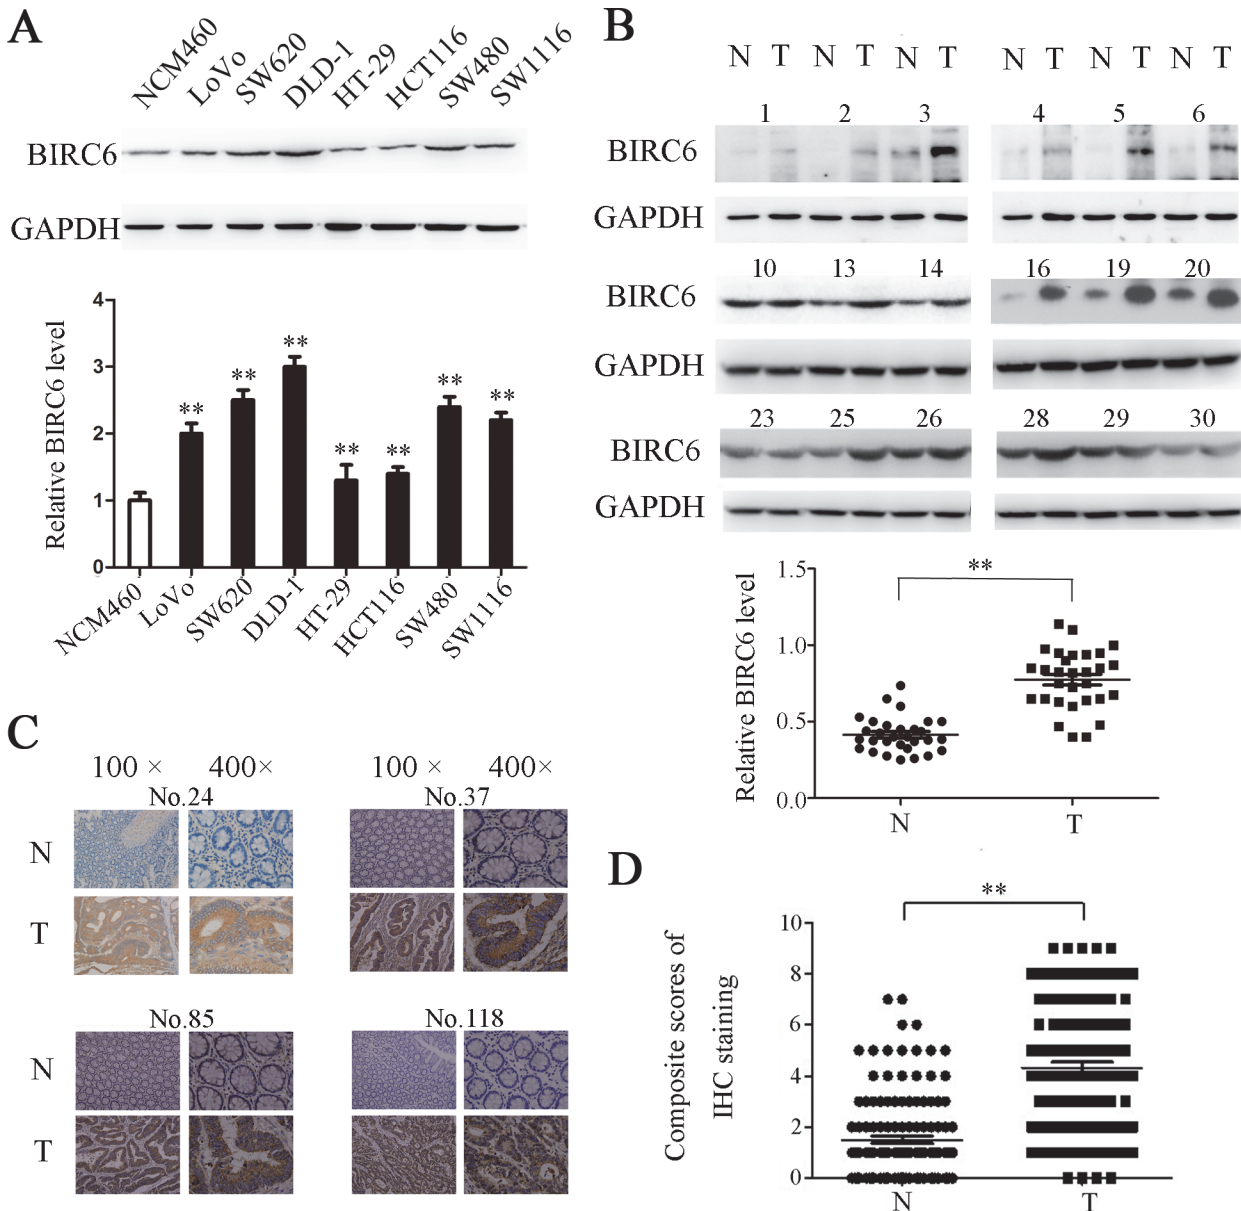 A
NCM460 LoVo SW620 DLD-1 HT-29 HCT116 SW480 SW1116
BIRC6
GAPDH
Relative BIRC6 level
4
3
2
1
0
** ** ** ** ** ** **
NCM460 LoVo SW620 DLD-1 HT-29 HCT116 SW480 SW1116
B
N T N T N T N T N T N T
1 2 3 4 5 6
BIRC6
GAPDH
10 13 14 16 19 20
BIRC6
GAPDH
23 25 26 28 29 30
BIRC6
GAPDH
Relative BIRC6 level
1.5
1.0
0.5
0.0
**
N T
C
100 × 400× 100 × 400×
No.24 No.37
N
T
No.85 No.118
N
T
D
Composite scores of
IHC staining
10
8
6
4
2
0
**
N T